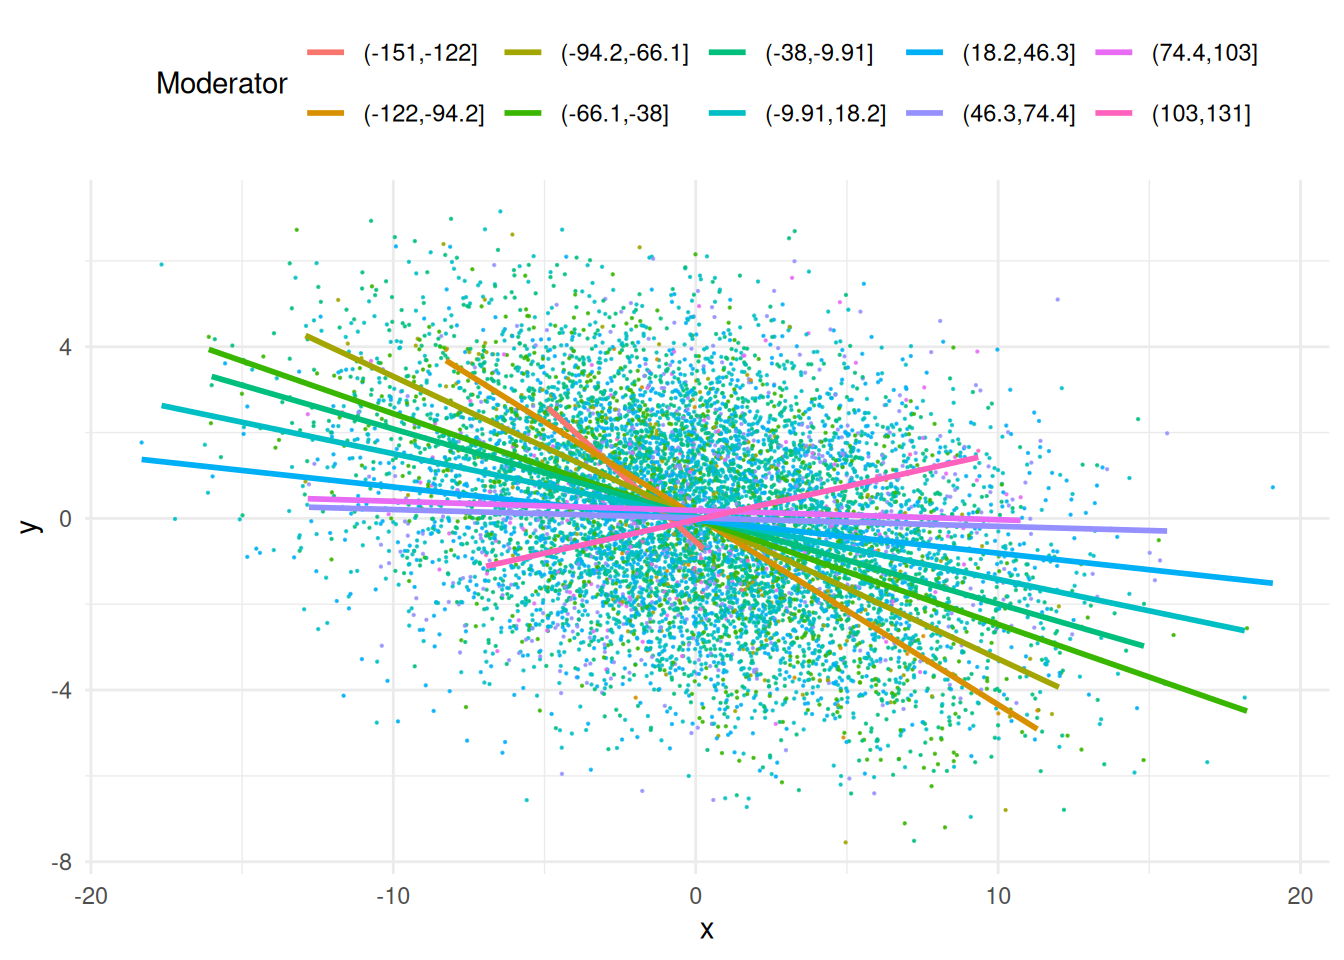 (-151,-122] (-94.2,-66.1] (-38,-9.91] (18.2,46.3] (74.4,103]
Moderator
(-122,-94.2] (-66.1,-38] (-9.91,18.2] (46.3,74.4] (103,131]
4
0
-4
-8
y
-20 -10 0 10 20
x